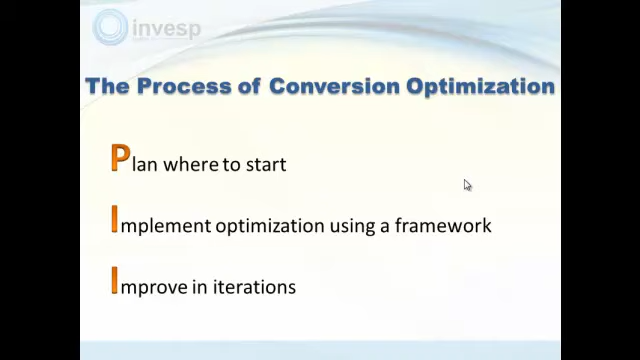 invesp
The Process of Conversion Optimization
Plan where to start
Implement optimization using a framework
Improve in iterations